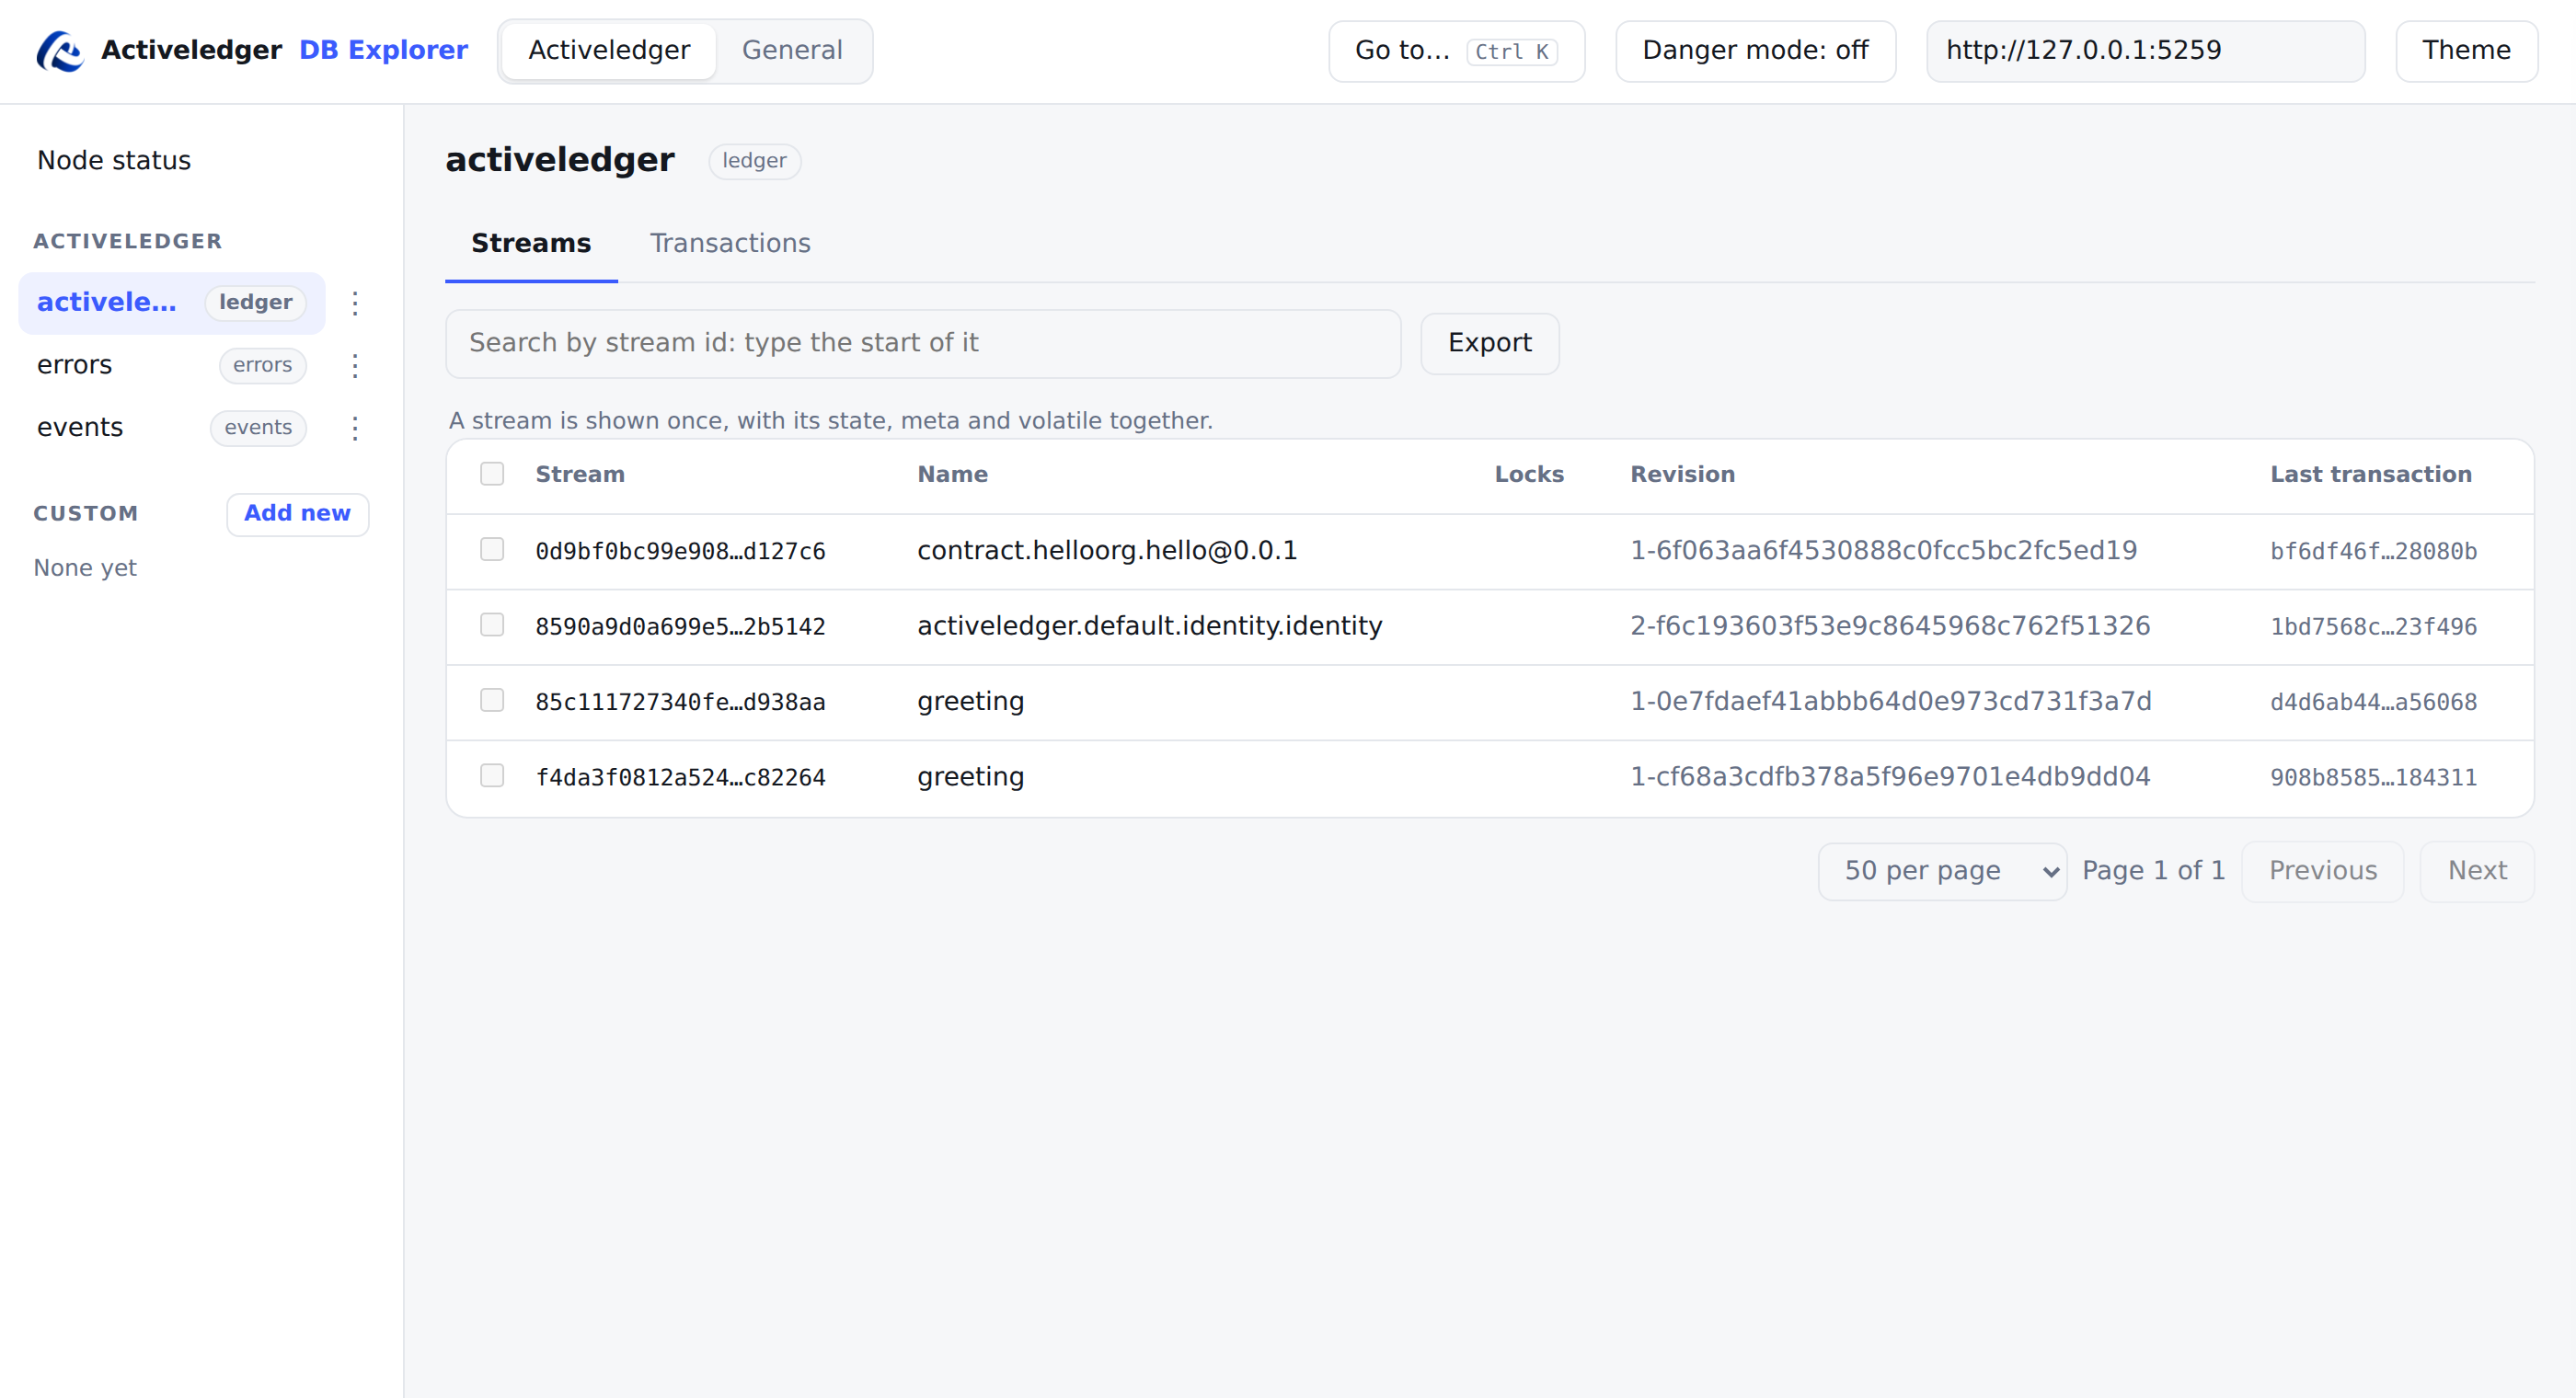 Activeledger DB Explorer Activeledger General Go to... Ctrl K Danger mode: off http://127.0.0.1:5259 Theme
Node status
ACTIVELEDGER
activele... ledger
errors errors
events events
CUSTOM Add new
None yet
activeledger ledger
Streams Transactions
Search by stream id: type the start of it Export
A stream is shown once, with its state, meta and volatile together.
Stream Name Locks Revision Last transaction
0d9bf0bc99e908…d127c6 contract.helloorg.hello@0.0.1 1-6f063aa6f4530888c0fcc5bc2fc5ed19 bf6df46f…28080b
8590a9d0a699e5…2b5142 activeledger.default.identity.identity 2-f6c193603f53e9c8645968c762f51326 1bd7568c…23f496
85c111727340fe…d938aa greeting 1-0e7fdaef41abbb64d0e973cd731f3a7d d4d6ab44…a56068
f4da3f0812a524…c82264 greeting 1-cf68a3cdfb378a5f96e9701e4db9dd04 908b8585…184311
50 per page Page 1 of 1 Previous Next